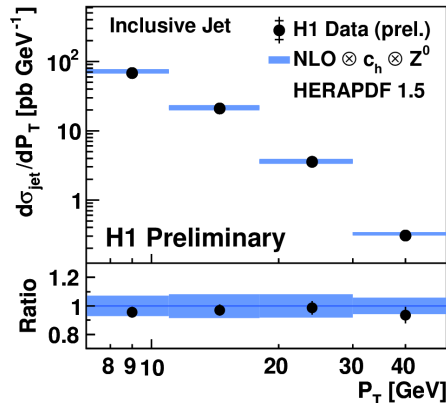 Inclusive Jet
H1 Data (prel.)
NLO ⊗ c_h ⊗ Z^0
HERAPDF 1.5
dσ_jet/dP_T [pb GeV^-1]
10^2
10
1
H1 Preliminary
Ratio
1.2
1
0.8
8 9 10 20 30 40
P_T [GeV]